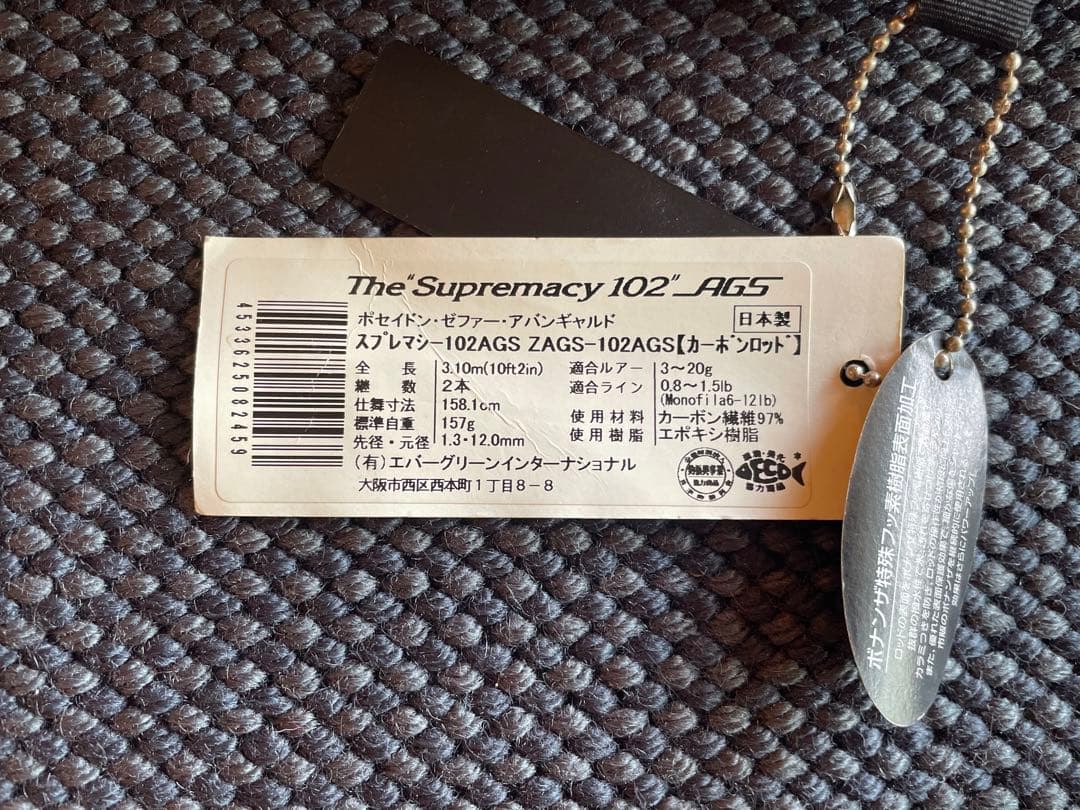 The "Supremacy 102" AGS
ポセイドン・ゼファー・アバンギャルド
日本製
スプレマシー102AGS ZAGS-102AGS【カーボンロッド】
全長 3.10m(10ft2in)
継数 2本
仕舞寸法 158.1cm
標準自重 157g
先径・元径 1.3・12.0mm
適合ルアー 3～20g
適合ライン 0.8～1.5lb
(Monofila6-12lb)
使用材料 カーボン繊維97%
使用樹脂 エポキシ樹脂
(有)エバーグリーンインターナショナル
大阪市西区西本町1丁目8-8
4533625082459
ECO
ボナンザ特殊フッ素樹脂表面加工